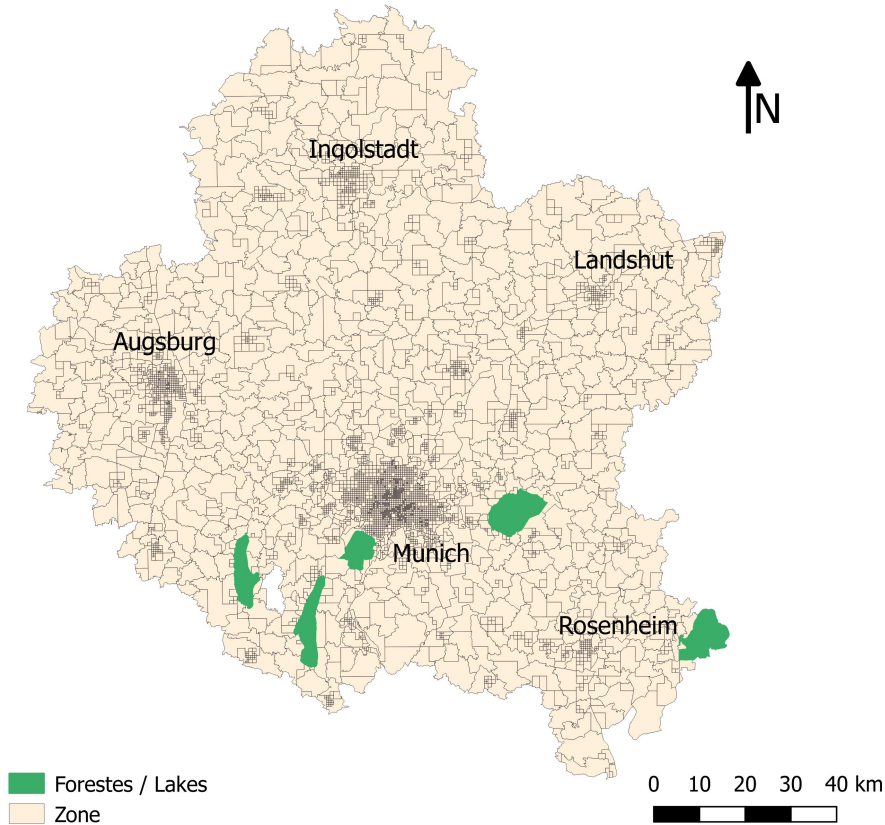 N
Ingolstadt
Landshut
Augsburg
Munich
Rosenheim
Forestes / Lakes
Zone
0 10 20 30 40 km